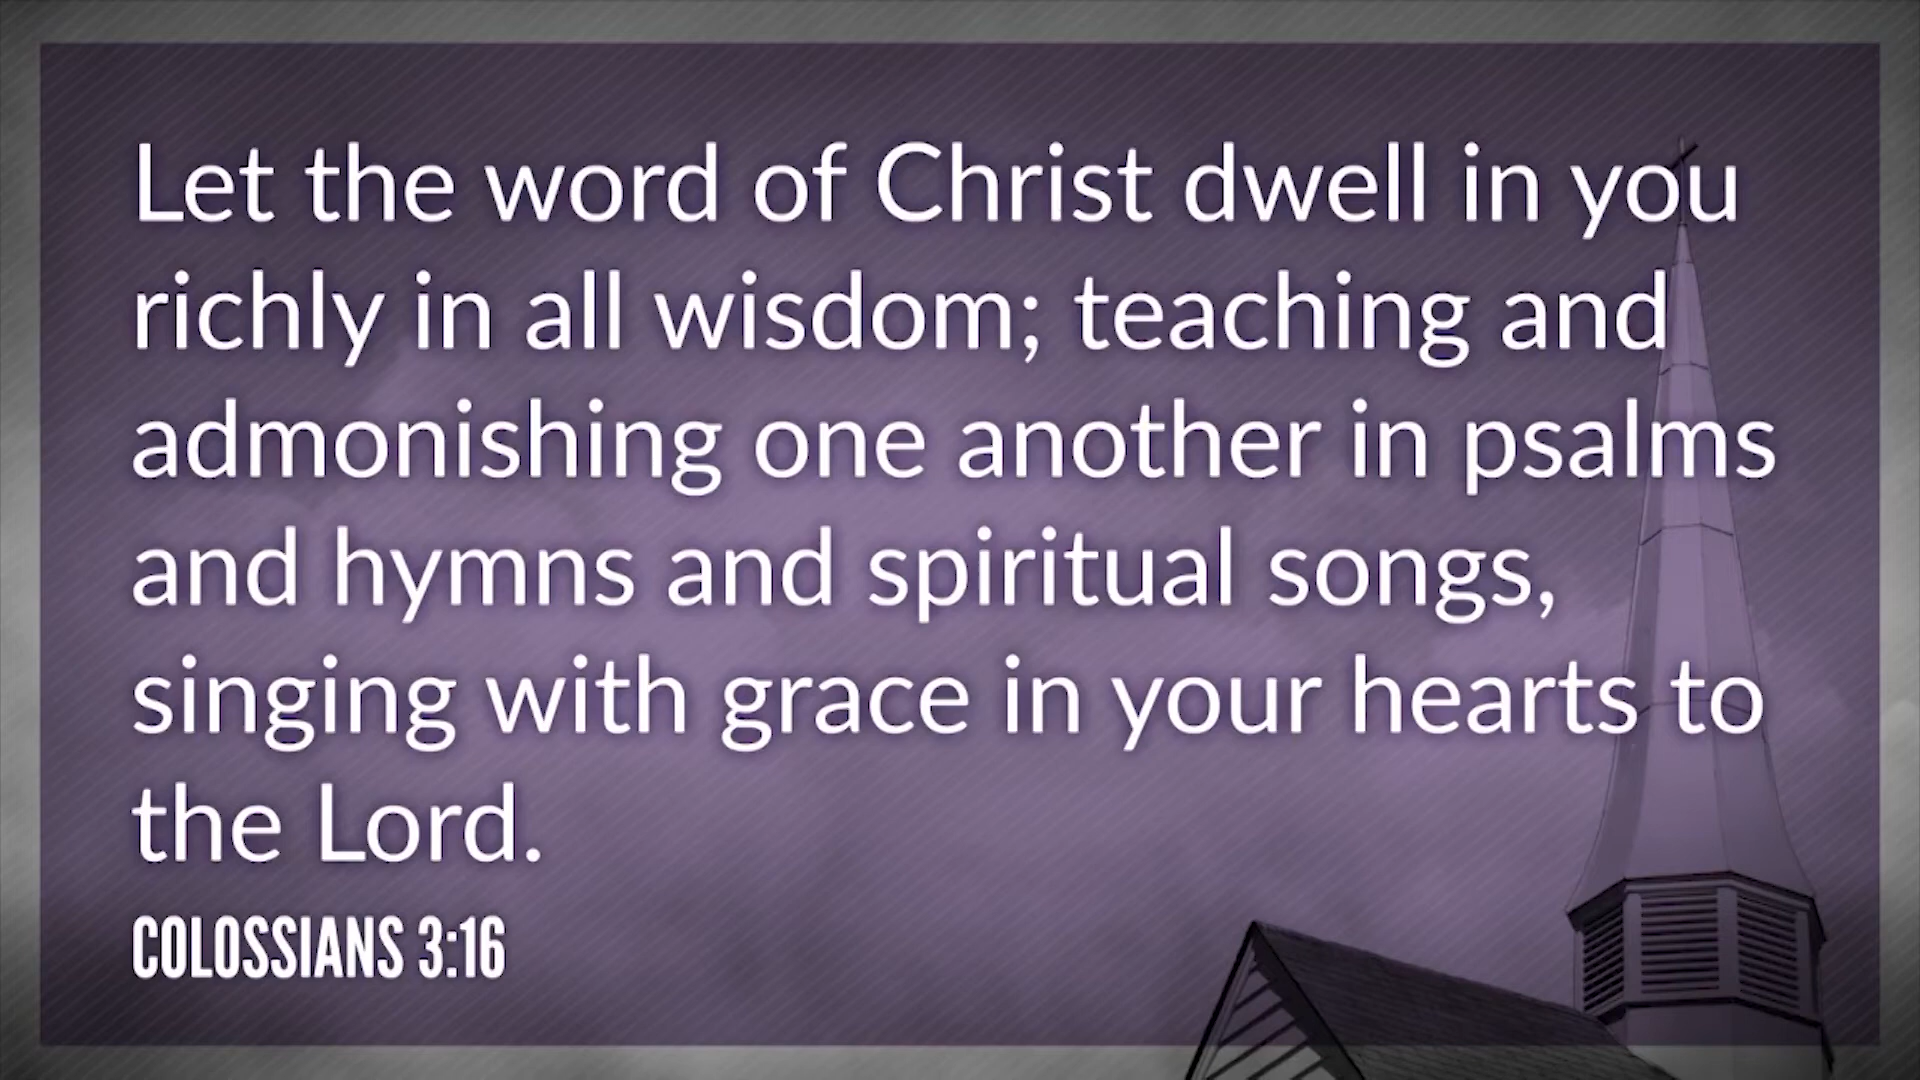 Let the word of Christ dwell in you
richly in all wisdom; teaching and
admonishing one another in psalms
and hymns and spiritual songs,
singing with grace in your hearts to
the Lord.
COLOSSIANS 3:16